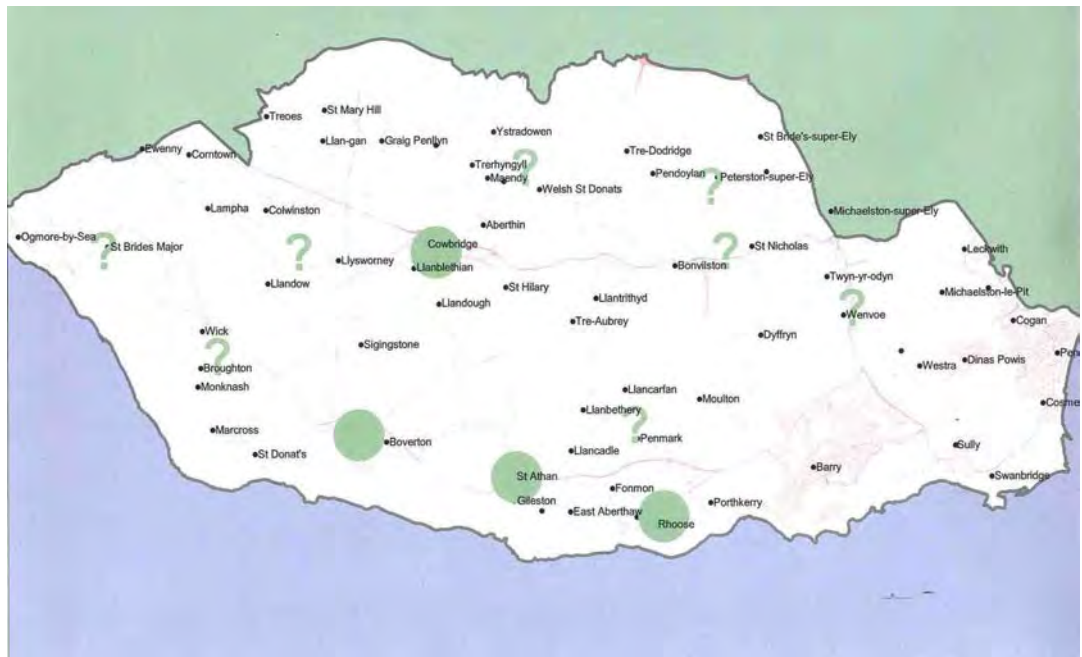 St Mary Hill
Treoes
Ystradowen
St Bride's-super-Ely
Llan-gan
Graig Penllyn
Ewenny
Corntown
Tre-Dodridge
Trerhyngyll
?
Pendoylan
Peterston-super-Ely
?
Maendy
Welsh St Donats
Lampha
Colwinston
Michaelston-super-Ely
Aberthin
Ogmore-by-Sea
St Brides Major
?
?
Cowbridge
St Nicholas
?
Leckwith
Llysworney
Llanblethian
Bonvilston
Twyn-yr-odyn
Llandow
St Hilary
Michaelston-le-Pit
Llandough
Llantrithyd
Wenvoe
?
Tre-Aubrey
Cogan
Wick
Dyffryn
Sigingstone
?
Dinas Powis
Westra
Broughton
Monknash
Llancarfan
Moulton
Llanbethery
?
Marcross
Boverton
Penmark
Sully
St Donat's
Llancadle
Barry
St Athan
Swanbridge
Fonmon
Gileston
Porthkerry
East Aberthaw
Rhoose